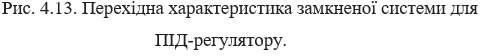 Рис. 4.13. Перехідна характеристика замкненої системи для
ПІД-регулятору.